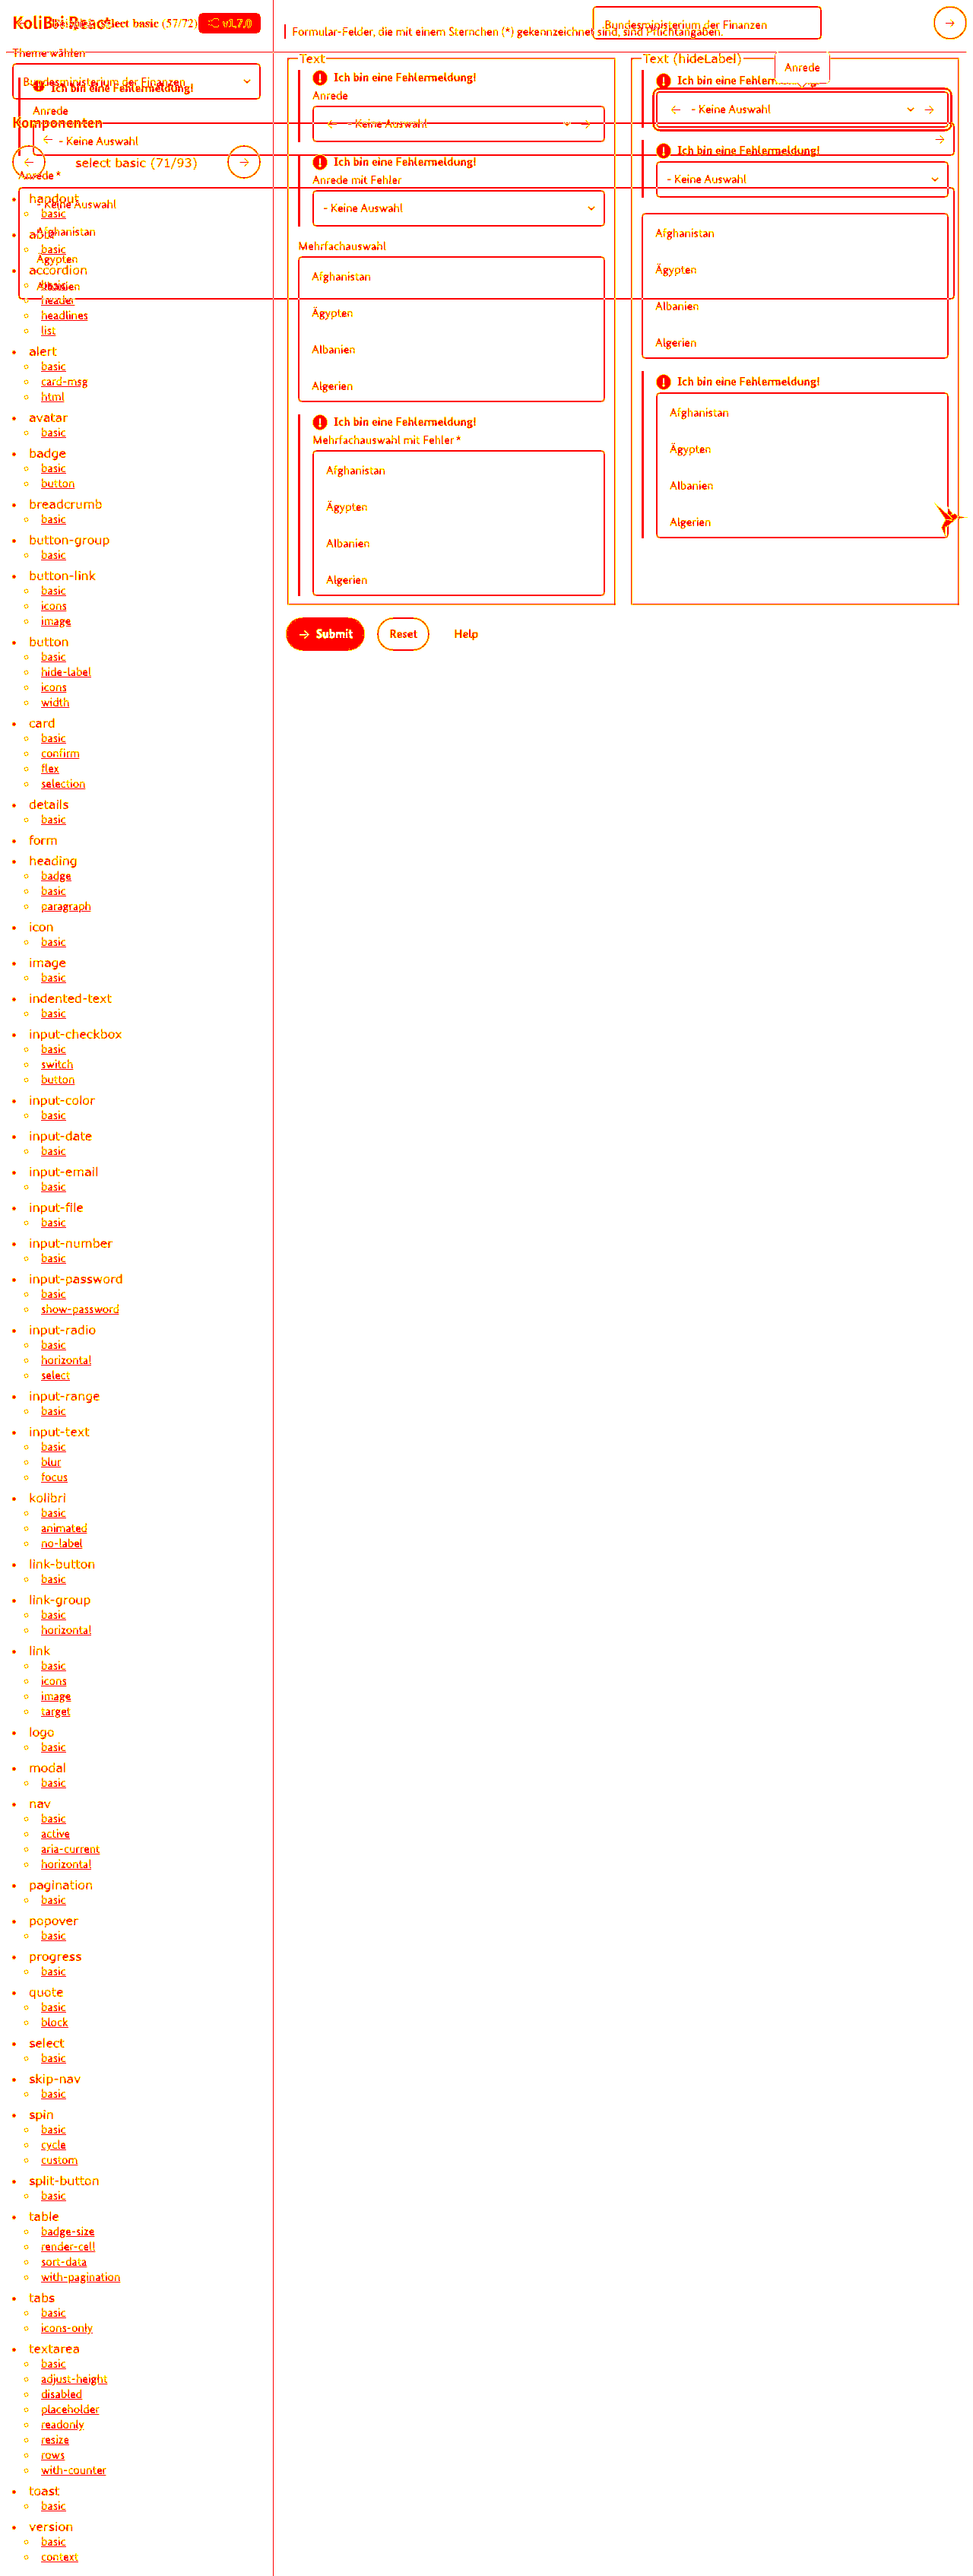 KoliBri React
select basic (57/72)
v1.7.0
Theme wählen
Bundesministerium der Finanzen
Ich bin eine Fehlermeldung!
Anrede
Komponenten
- Keine Auswahl
select basic (71/93)
Anrede *
handout
- Keine Auswahl
basic
Afghanistan
abbr
basic
Ägypten
accordion
basic
Albanien
header
headlines
list
alert
basic
card-msg
html
avatar
basic
badge
basic
button
breadcrumb
basic
button-group
basic
button-link
basic
icons
image
button
basic
hide-label
icons
width
card
basic
confirm
flex
selection
details
basic
form
heading
badge
basic
paragraph
icon
basic
image
basic
indented-text
basic
input-checkbox
basic
switch
button
input-color
basic
input-date
basic
input-email
basic
input-file
basic
input-number
basic
input-password
basic
show-password
input-radio
basic
horizontal
select
input-range
basic
input-text
basic
blur
focus
kolibri
basic
animated
no-label
link-button
basic
link-group
basic
horizontal
link
basic
icons
image
target
logo
basic
modal
basic
nav
basic
active
aria-current
horizontal
pagination
basic
popover
basic
progress
basic
quote
basic
block
select
basic
skip-nav
basic
spin
basic
cycle
custom
split-button
basic
table
badge-size
render-cell
sort-data
with-pagination
tabs
basic
icons-only
textarea
basic
adjust-height
disabled
placeholder
readonly
resize
rows
with-counter
toast
basic
version
basic
context
Bundesministerium der Finanzen
Formular-Felder, die mit einem Sternchen (*) gekennzeichnet sind, sind Pflichtangaben.
Text
Ich bin eine Fehlermeldung!
Anrede
- Keine Auswahl
Ich bin eine Fehlermeldung!
Anrede mit Fehler
- Keine Auswahl
Mehrfachauswahl
Afghanistan
Ägypten
Albanien
Algerien
Ich bin eine Fehlermeldung!
Mehrfachauswahl mit Fehler *
Afghanistan
Ägypten
Albanien
Algerien
Text (hideLabel)
Anrede
Ich bin eine
- Keine Auswahl
Ich bin eine Fehlermeldung!
- Keine Auswahl
Afghanistan
Ägypten
Albanien
Algerien
Ich bin eine Fehlermeldung!
Afghanistan
Ägypten
Albanien
Algerien
Submit
Reset
Help